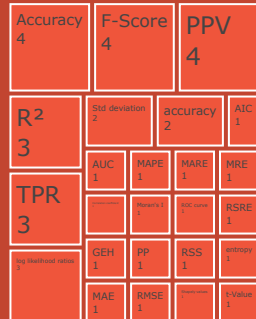 Accuracy
4
F-Score
4
PPV
4
R²
3
Std deviation
2
accuracy
2
AIC
1
AUC
1
MAPE
1
MARE
1
MRE
1
TPR
3
Moran's I
1
ROC curve
1
RSRE
1
log likelihood ratios
3
GEH
1
PP
1
RSS
1
entropy
1
MAE
1
RMSE
1
t-Value
1